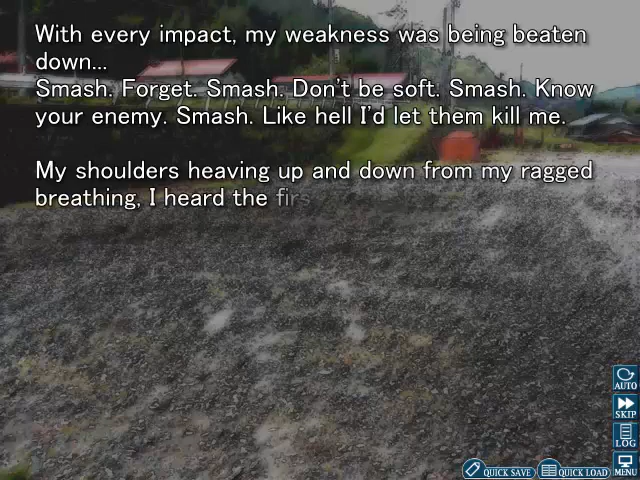 With every impact, my weakness was being beaten
down...
Smash. Forget. Smash. Don't be soft. Smash. Know
your enemy. Smash. Like hell I'd let them kill me.
My shoulders heaving up and down from my ragged
breathing, I heard the firs
AUTO
SKIP
LOG
MENU
QUICK SAVE
QUICK LOAD